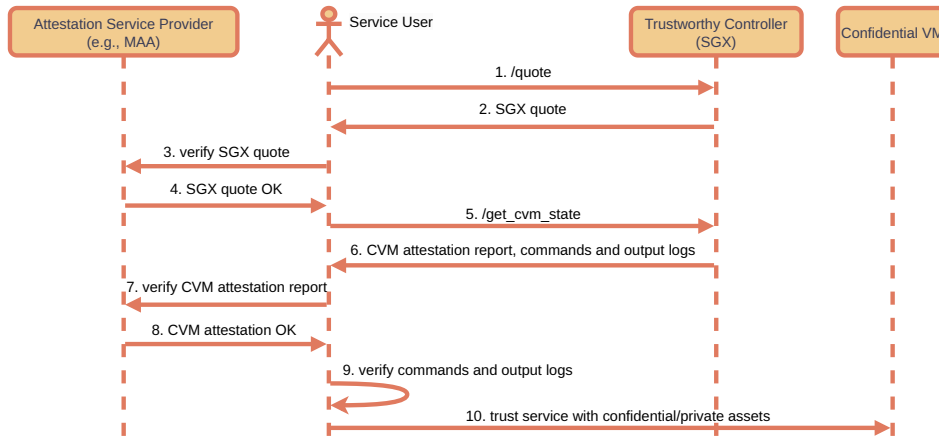 Attestation Service Provider
(e.g., MAA)
Service User
Trustworthy Controller
(SGX)
Confidential VM
1. /quote
2. SGX quote
3. verify SGX quote
4. SGX quote OK
5. /get_cvm_state
6. CVM attestation report, commands and output logs
7. verify CVM attestation report
8. CVM attestation OK
9. verify commands and output logs
10. trust service with confidential/private assets